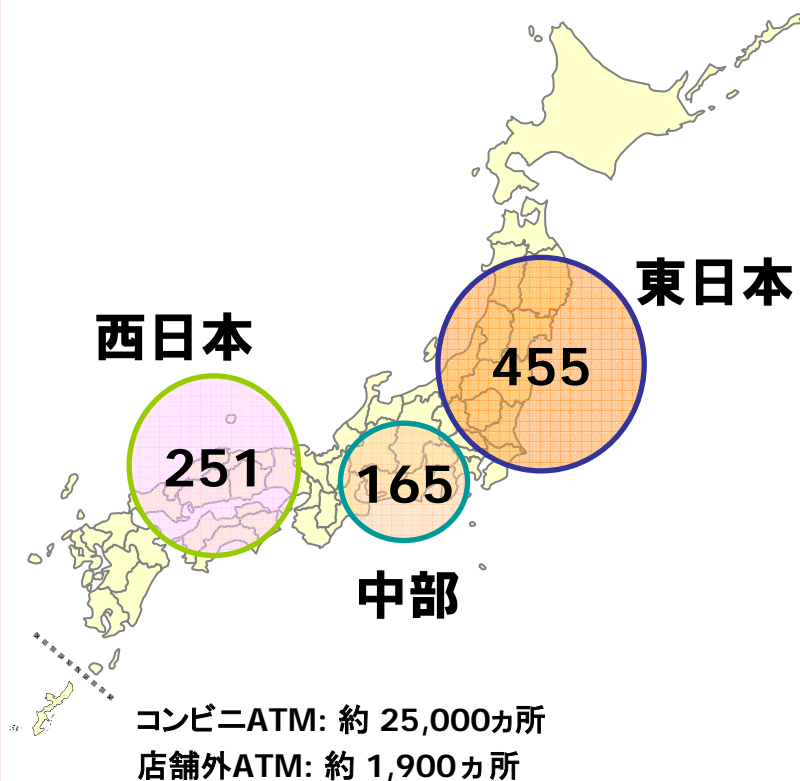 東日本
455
西日本
251
165
中部
コンビニATM: 約 25,000ヵ所
店舗外ATM: 約 1,900ヵ所